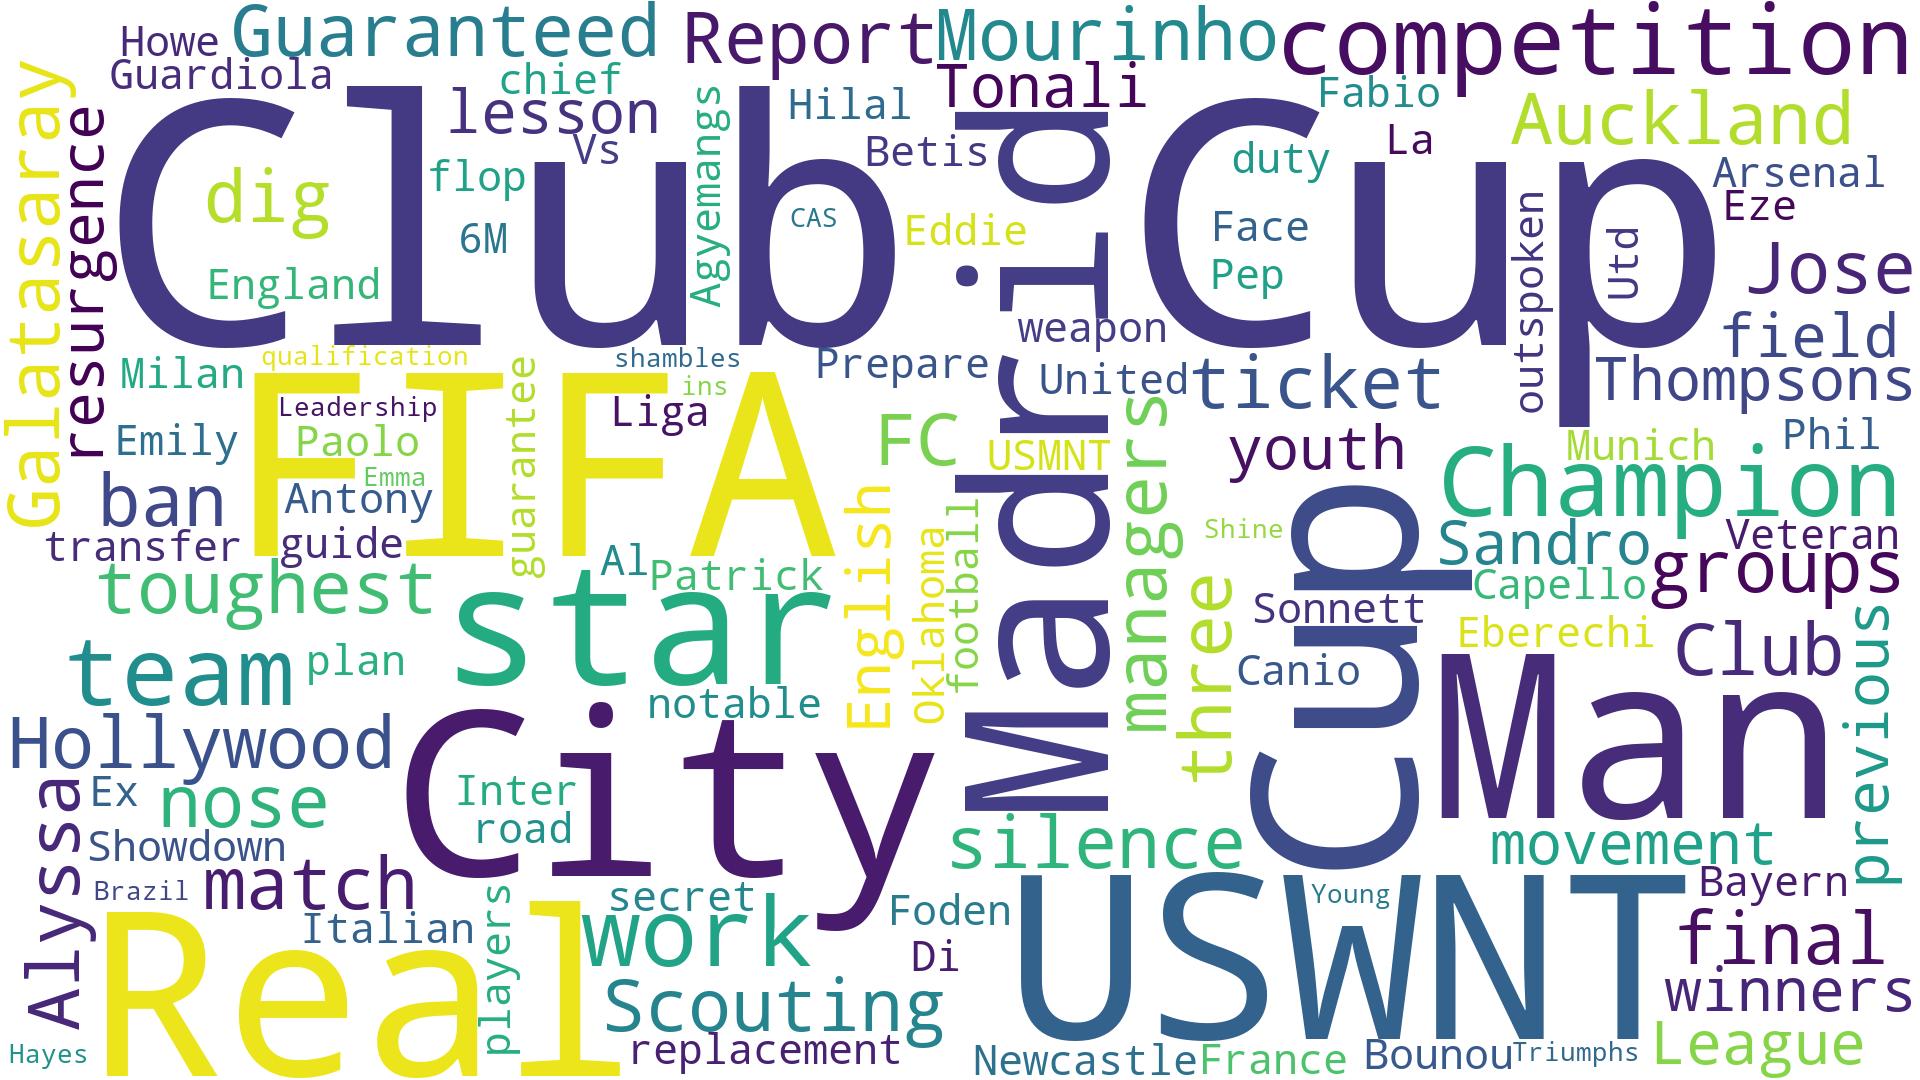 Howe
Guaranteed
Report
Mourinho
competition
Guardiola
chief
Tonali
Fabio
Galatasaray
resurgence
Club
lesson
Vs
Agyemangs
Hilal
Betis
Madrid
Cup
La
Auckland
dig
flop
duty
Arsenal
6M
CAS
Eddie
Face
outspoken
Utd
Eze
England
Pep
Jose
weapon
field
Milan
qualification
guarantee
shambles
Prepare
United
ticket
Thompsons
ins
Leadership
Liga
Emily
Paolo
FIFA
FC
USMNT
managers
youth
Munich
Phil
Emma
Antony
ban
English
Champion
transfer
guide
Oklahoma
football
Shine
Cup
Sandro
Veteran
Al
Patrick
groups
toughest
star
three
Sonnett
Capello
previous
team
plan
Eberechi
Club
Canio
notable
Man
Hollywood
City
Alyssa
Ex
nose
Inter
road
silence
movement
Showdown
match
Brazil
players
secret
Foden
USWNT
Young
Bayern
Italian
work
Di
final
Real
Scouting
winners
Hayes
replacement
Newcastle
France
Bounou
Triumphs
League